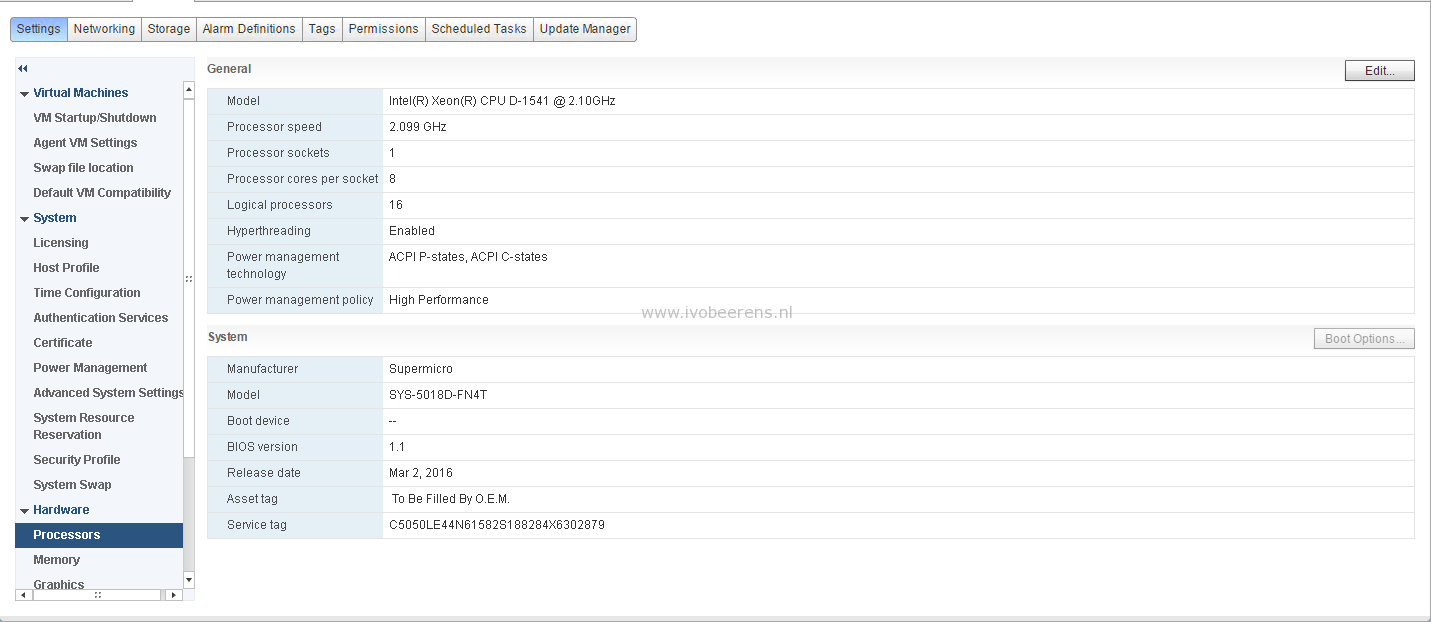 Settings Networking Storage Alarm Definitions Tags Permissions Scheduled Tasks Update Manager
Virtual Machines
VM Startup/Shutdown
Agent VM Settings
Swap file location
Default VM Compatibility
System
Licensing
Host Profile
Time Configuration
Authentication Services
Certificate
Power Management
Advanced System Settings
System Resource
Reservation
Security Profile
System Swap
Hardware
Processors
Memory
Graphics
General
Edit...
Model Intel(R) Xeon(R) CPU D-1541 @ 2.10GHz
Processor speed 2.099 GHz
Processor sockets 1
Processor cores per socket 8
Logical processors 16
Hyperthreading Enabled
Power management ACPI P-states, ACPI C-states
technology
Power management policy High Performance
www.ivobeerens.nl
System
Boot Options...
Manufacturer Supermicro
Model SYS-5018D-FN4T
Boot device --
BIOS version 1.1
Release date Mar 2, 2016
Asset tag To Be Filled By O.E.M.
Service tag C5050LE44N61582S188284X6302879